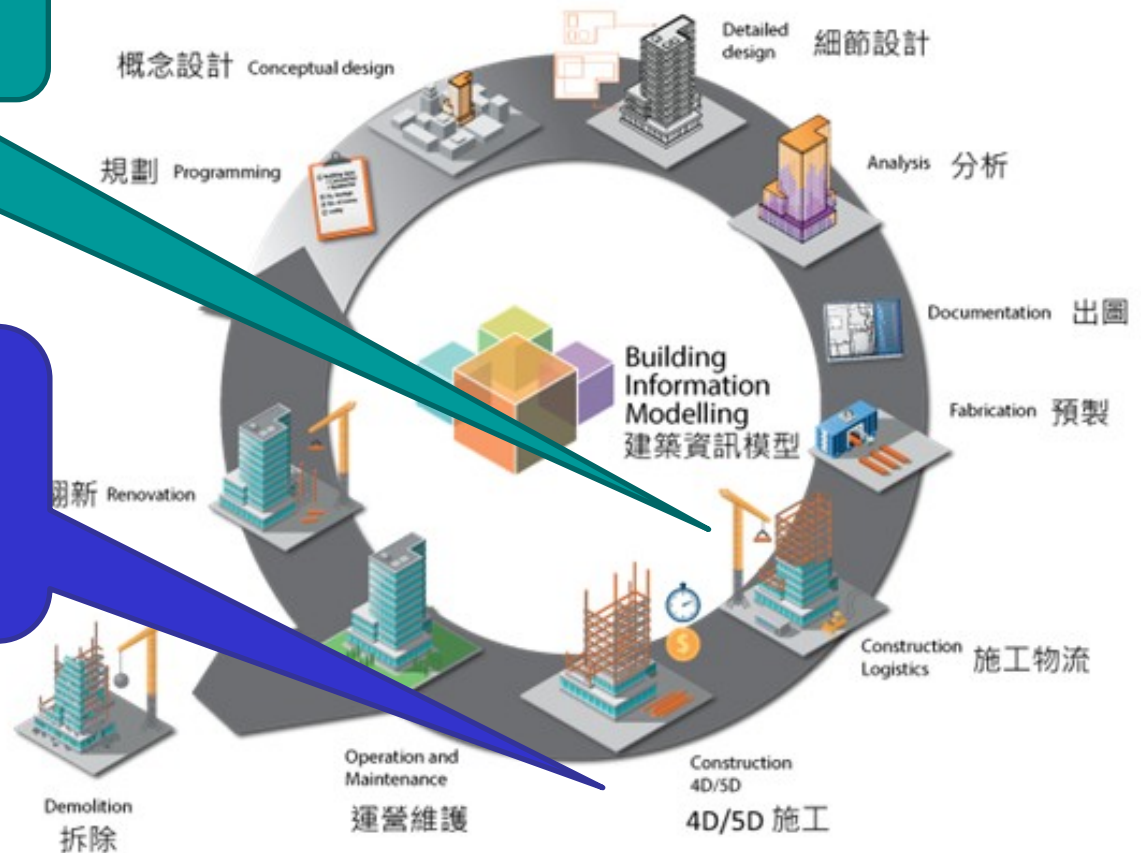 概念設計 Conceptual design
Detailed
design
細節設計
規劃 Programming
Analysis 分析
Documentation 出圖
Building
Information
Modelling
建築資訊模型
Fabrication 預製
新 Renovation
Construction
Logistics
施工物流
Construction
4D/5D
4D/5D 施工
Operation and
Maintenance
運營維護
Demolition
拆除